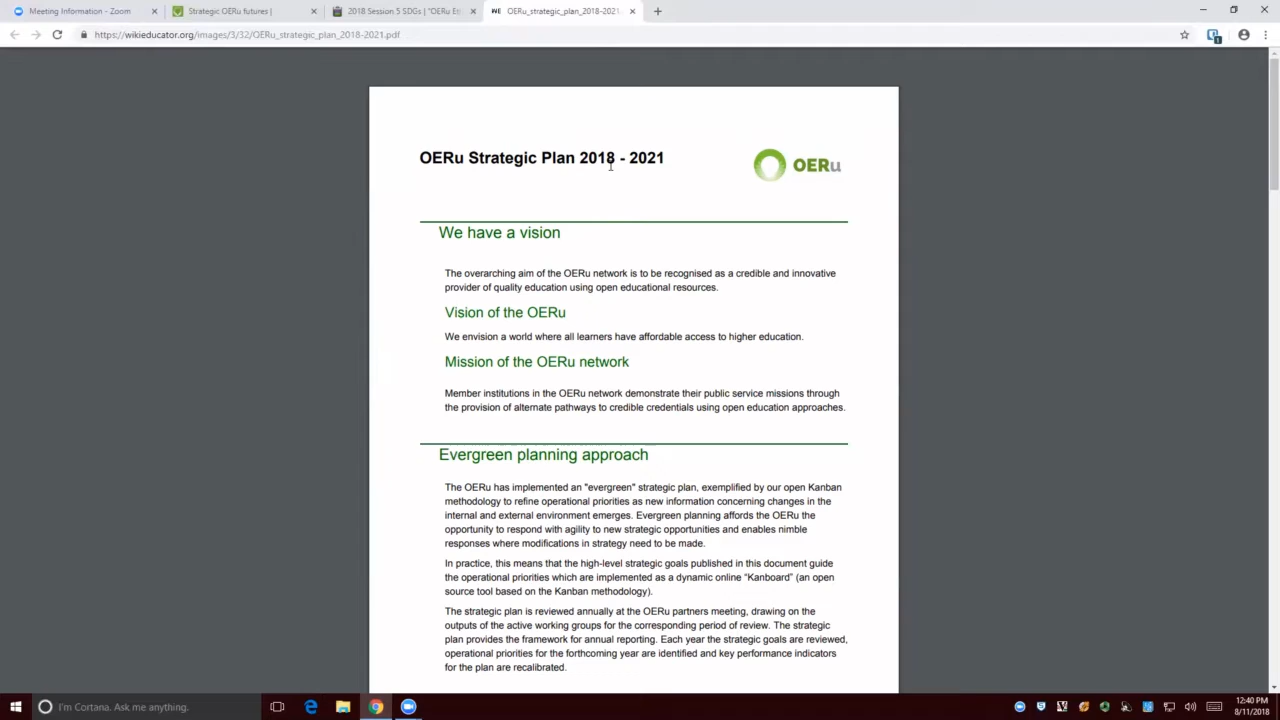 Meeting Information - Zoom
Strategic OERu futures |
2018 Session 5 SDGs | "OERu Est
WE OERu_strategic_plan_2018-2021
https://wikieducator.org/images/3/32/OERu_strategic_plan_2018-2021.pdf
1
OERu Strategic Plan 2018 - 2021
OERu
We have a vision
The overarching aim of the OERu network is to be recognised as a credible and innovative
provider of quality education using open educational resources.
Vision of the OERu
We envision a world where all learners have affordable access to higher education.
Mission of the OERu network
Member institutions in the OERu network demonstrate their public service missions through
the provision of alternate pathways to credible credentials using open education approaches.
Evergreen planning approach
The OERu has implemented an "evergreen" strategic plan, exemplified by our open Kanban
methodology to refine operational priorities as new information concerning changes in the
internal and external environment emerges. Evergreen planning affords the OERu the
opportunity to respond with agility to new strategic opportunities and enables nimble
responses where modifications in strategy need to be made.
In practice, this means that the high-level strategic goals published in this document guide
the operational priorities which are implemented as a dynamic online “Kanboard” (an open
source tool based on the Kanban methodology).
The strategic plan is reviewed annually at the OERu partners meeting, drawing on the
outputs of the active working groups for the corresponding period of review. The strategic
plan provides the framework for annual reporting. Each year the strategic goals are reviewed,
operational priorities for the forthcoming year are identified and key performance indicators
for the plan are recalibrated.
I'm Cortana. Ask me anything.
12:40 PM
8/11/2018